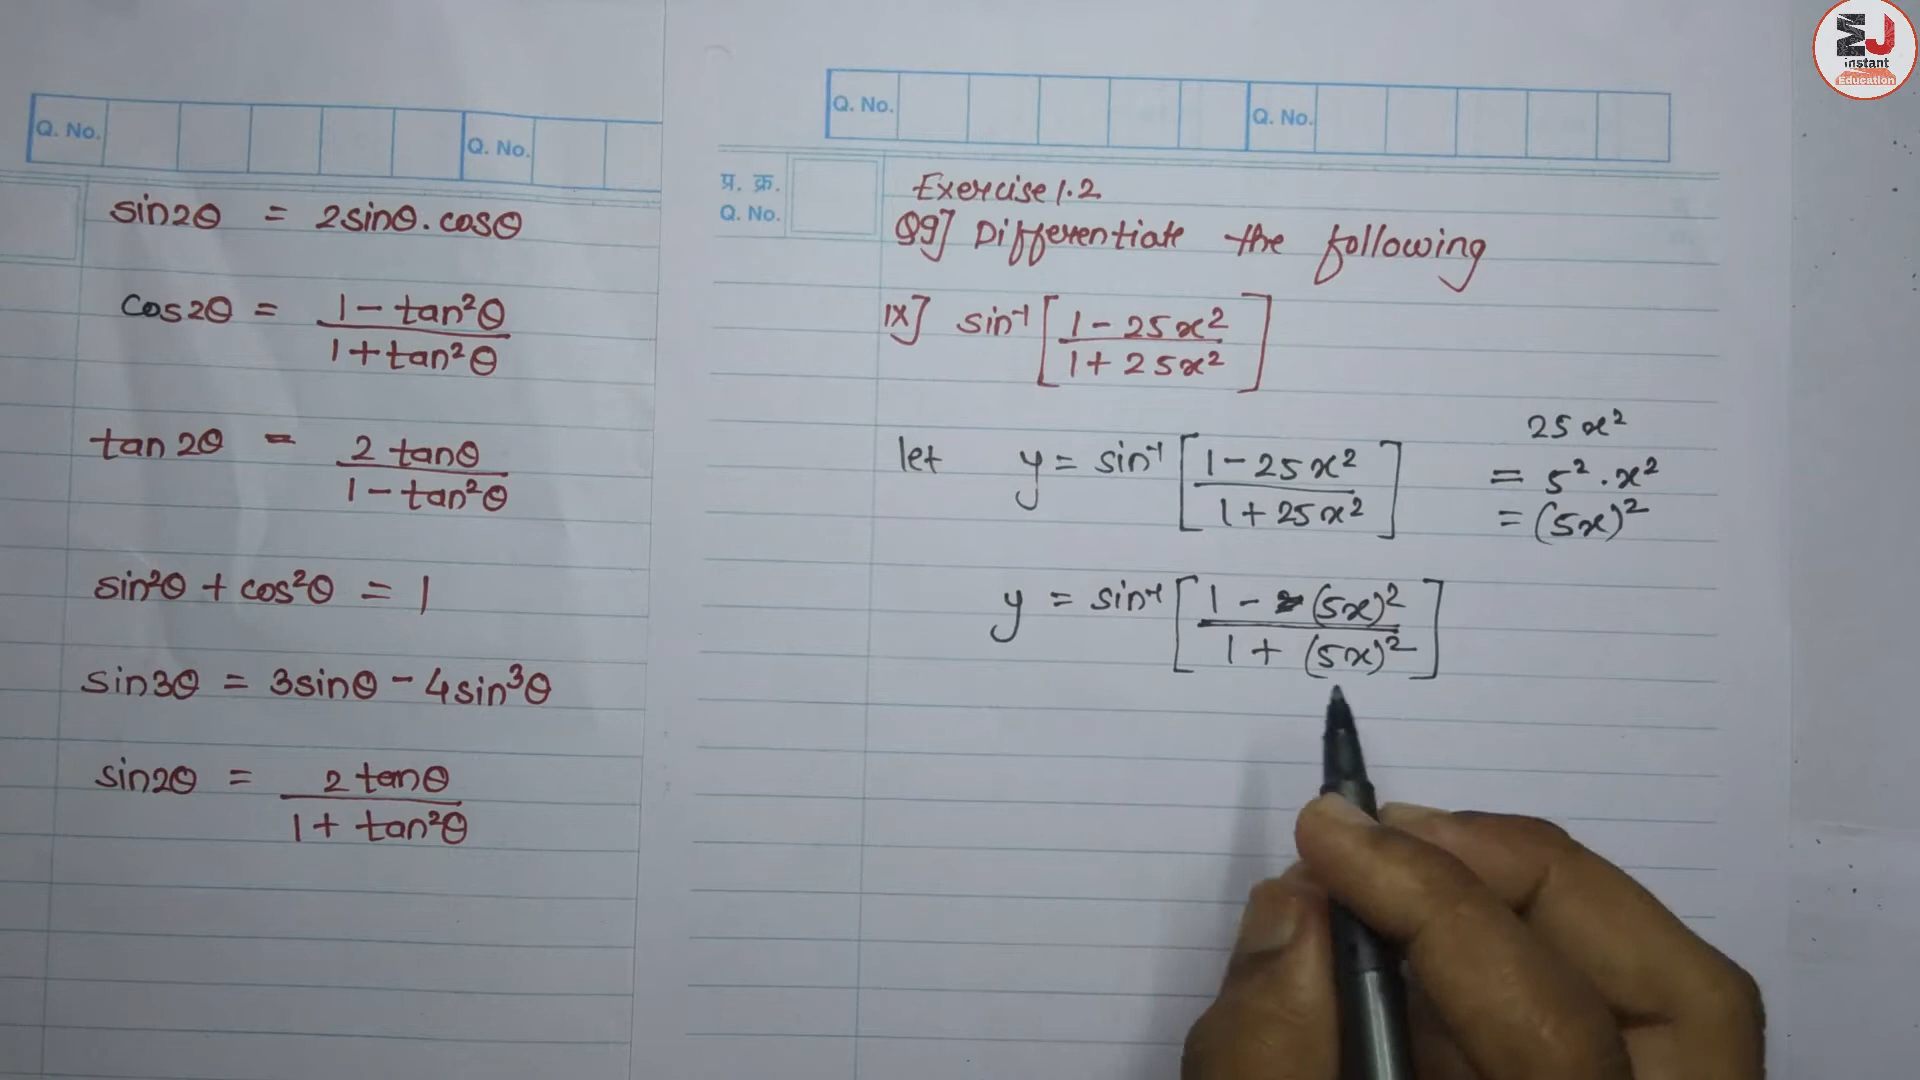 MJ
instant
Education
Q. No.
Q. No.
sin2θ = 2sinθ.cosθ
cos2θ = 1 - tan²θ
1 + tan²θ
tan 2θ = 2 tanθ
1 - tan²θ
sin²θ + cos²θ = 1
sin3θ = 3sinθ - 4sin³θ
sin2θ = 2 tanθ
1 + tan²θ
Q. No.
Q. No.
प्र. क्र.
Q. No.
Exercise 1.2
Q9] Differentiate the following
IX] sin⁻¹ [ 1 - 25x²
1 + 25x² ]
let y = sin⁻¹ [ 1 - 25x²
1 + 25x² ]
25x²
= 5² . x²
= (5x)²
y = sin⁻¹ [ 1 - (5x)²
1 + (5x)² ]